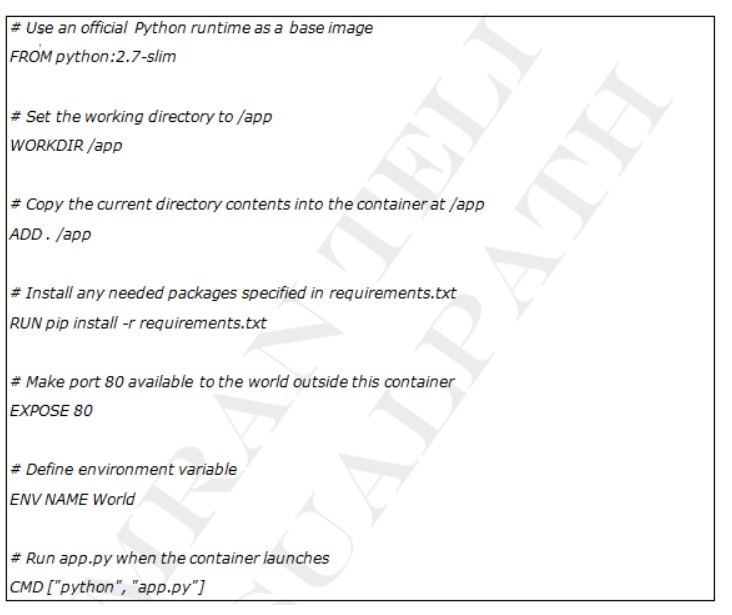 # Use an official Python runtime as a base image
FROM python:2.7-slim
# Set the working directory to /app
WORKDIR /app
# Copy the current directory contents into the container at /app
ADD . /app
# Install any needed packages specified in requirements.txt
RUN pip install -r requirements.txt
# Make port 80 available to the world outside this container
EXPOSE 80
# Define environment variable
ENV NAME World
# Run app.py when the container launches
CMD ["python", "app.py"]
MRAN TELI
GUALPATH